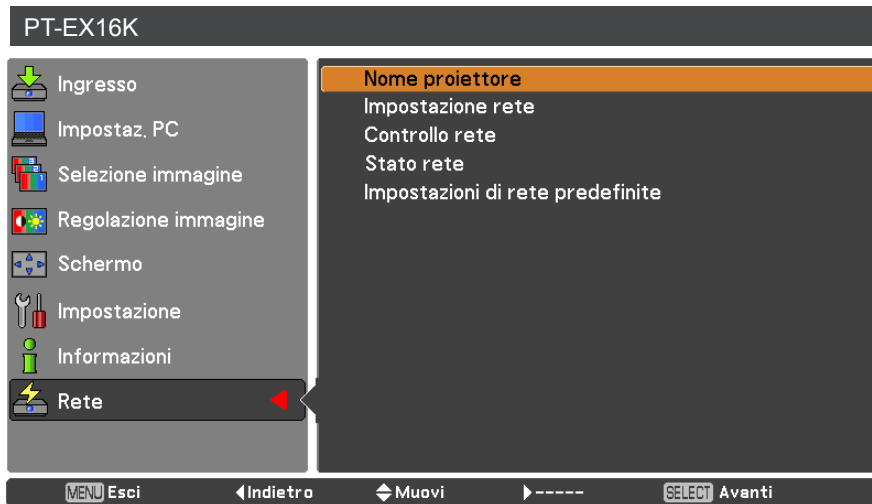 PT-EX16K
Ingresso
Impostaz. PC
Selezione immagine
Regolazione immagine
Schermo
Impostazione
Informazioni
Rete
Nome proiettore
Impostazione rete
Controllo rete
Stato rete
Impostazioni di rete predefinite
MENU Esci Indietro Muovi ----- SELECT Avanti